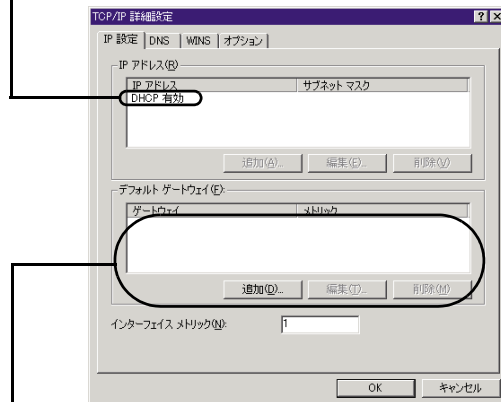 TCP/IP 詳細設定
IP 設定 DNS WINS オプション
IP アドレス(R)
IP アドレス サブネット マスク
DHCP 有効
追加(A)... 編集(E)... 削除(V)
デフォルト ゲートウェイ(F):
ゲートウェイ メトリック
追加(D)... 編集(T)... 削除(M)
インターフェイス メトリック(N): 1
OK キャンセル